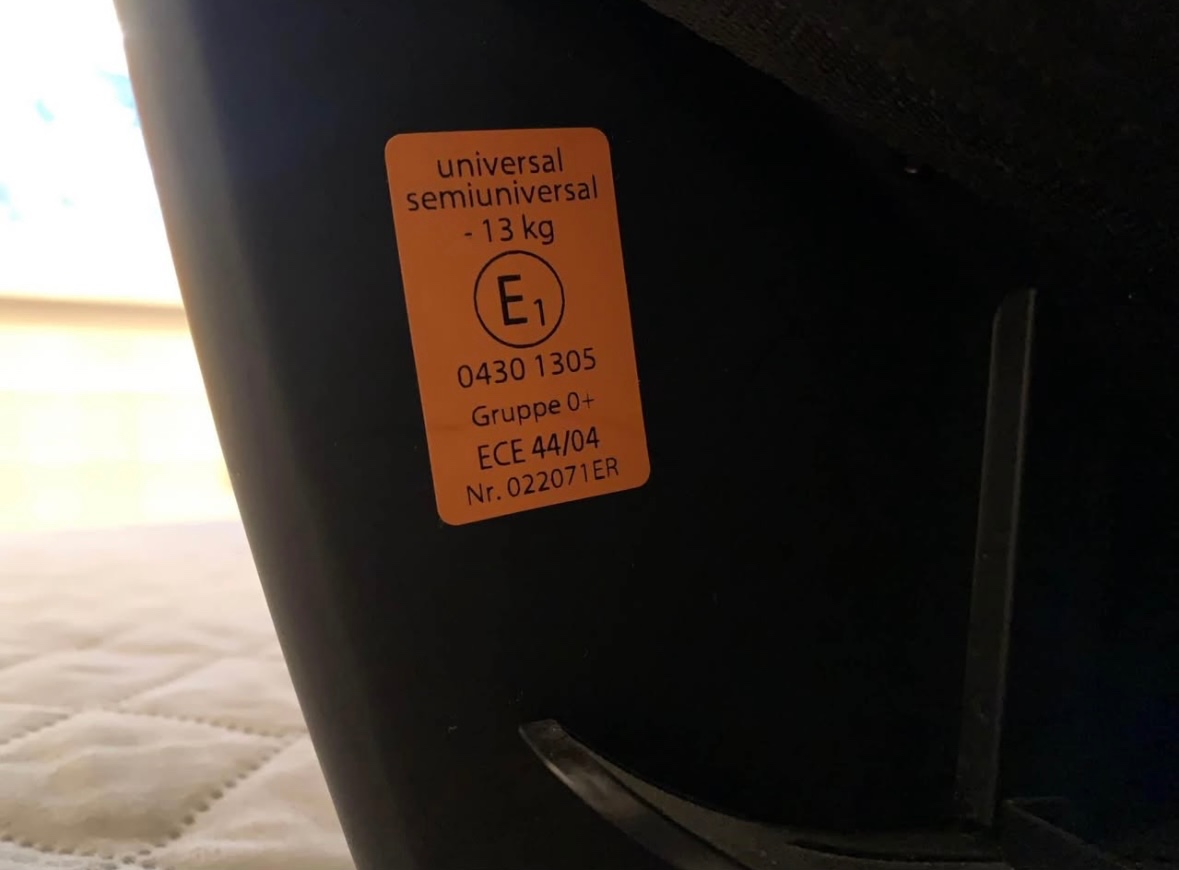 universal
semiuniversal
- 13 kg
E1
0430 1305
Gruppe 0+
ECE 44/04
Nr. 022071ER